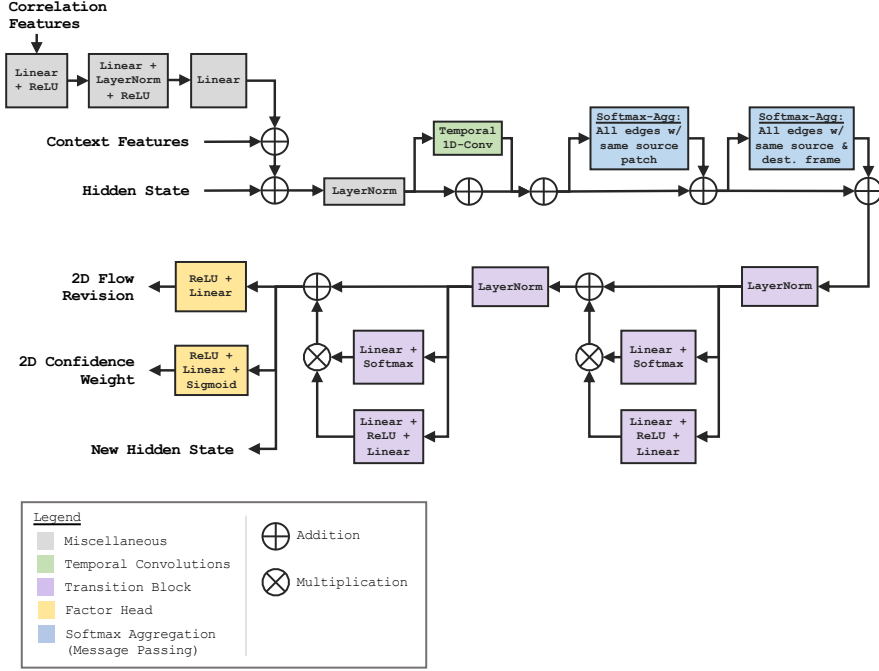 Correlation
Features
Linear
+ ReLU
Linear +
LayerNorm
+ ReLU
Linear
Context Features
Hidden State
LayerNorm
Temporal
1D-Conv
Softmax-Agg:
All edges w/
same source
patch
Softmax-Agg:
All edges w/
same source &
dest. frame
2D Flow
Revision
ReLU +
Linear
LayerNorm
LayerNorm
2D Confidence
Weight
ReLU +
Linear +
Sigmoid
Linear +
Softmax
Linear +
Softmax
New Hidden State
Linear +
ReLU +
Linear
Linear +
ReLU +
Linear
Legend
Miscellaneous
Temporal Convolutions
Transition Block
Factor Head
Softmax Aggregation
(Message Passing)
Addition
Multiplication